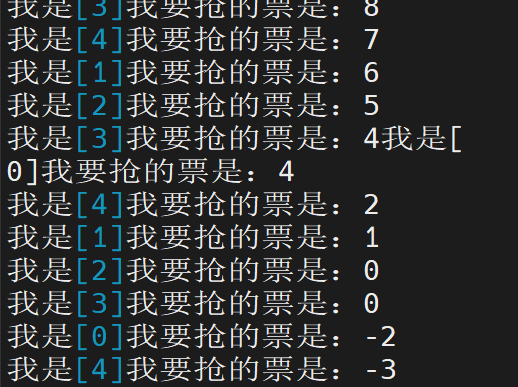 我是[3]我要抢的票是：8
我是[4]我要抢的票是：7
我是[1]我要抢的票是：6
我是[2]我要抢的票是：5
我是[3]我要抢的票是：4我是[
0]我要抢的票是：4
我是[4]我要抢的票是：2
我是[1]我要抢的票是：1
我是[2]我要抢的票是：0
我是[3]我要抢的票是：0
我是[0]我要抢的票是：-2
我是[4]我要抢的票是：-3